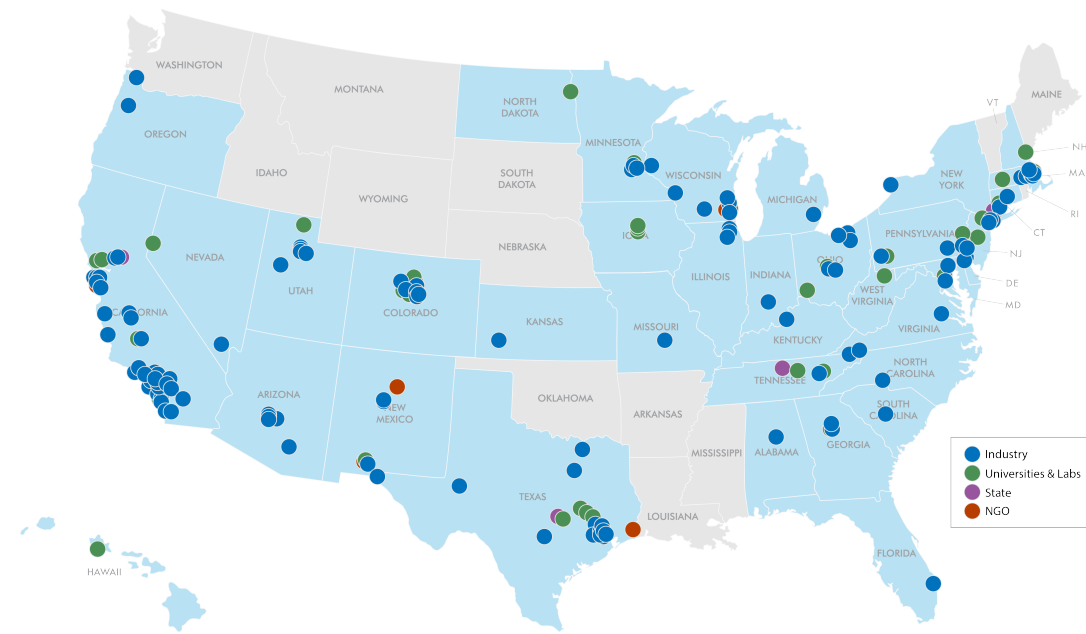 WASHINGTON
MONTANA
NORTH
DAKOTA
MINNESOTA
VT
MAINE
OREGON
IDAHO
SOUTH
DAKOTA
WISCONSIN
MICHIGAN
NEW
YORK
NH
MA
WYOMING
RI
NEVADA
NEBRASKA
IOWA
PENNSYLVANIA
CT
OHIO
NJ
UTAH
COLORADO
ILLINOIS
INDIANA
WEST
VIRGINIA
DE
MD
CALIFORNIA
KANSAS
MISSOURI
KENTUCKY
VIRGINIA
ARIZONA
NEW
MEXICO
OKLAHOMA
ARKANSAS
TENNESSEE
NORTH
CAROLINA
SOUTH
CAROLINA
MISSISSIPPI
ALABAMA
GEORGIA
TEXAS
LOUISIANA
FLORIDA
HAWAII
Industry
Universities & Labs
State
NGO